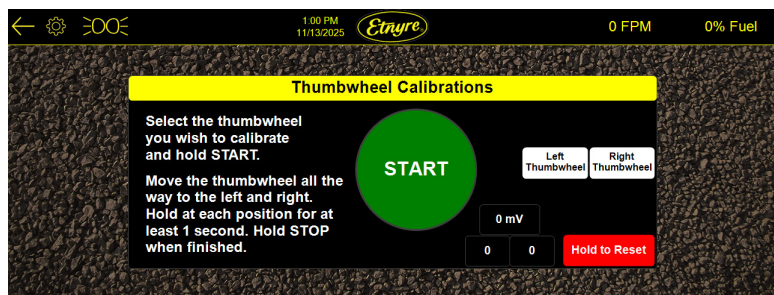 1:00 PM
11/13/2025
Etnyre
0 FPM
0% Fuel
Thumbwheel Calibrations
Select the thumbwheel
you wish to calibrate
and hold START.
Move the thumbwheel all the
way to the left and right.
Hold at each position for at
least 1 second. Hold STOP
when finished.
START
Left
Thumbwheel
Right
Thumbwheel
0 mV
0
0
Hold to Reset